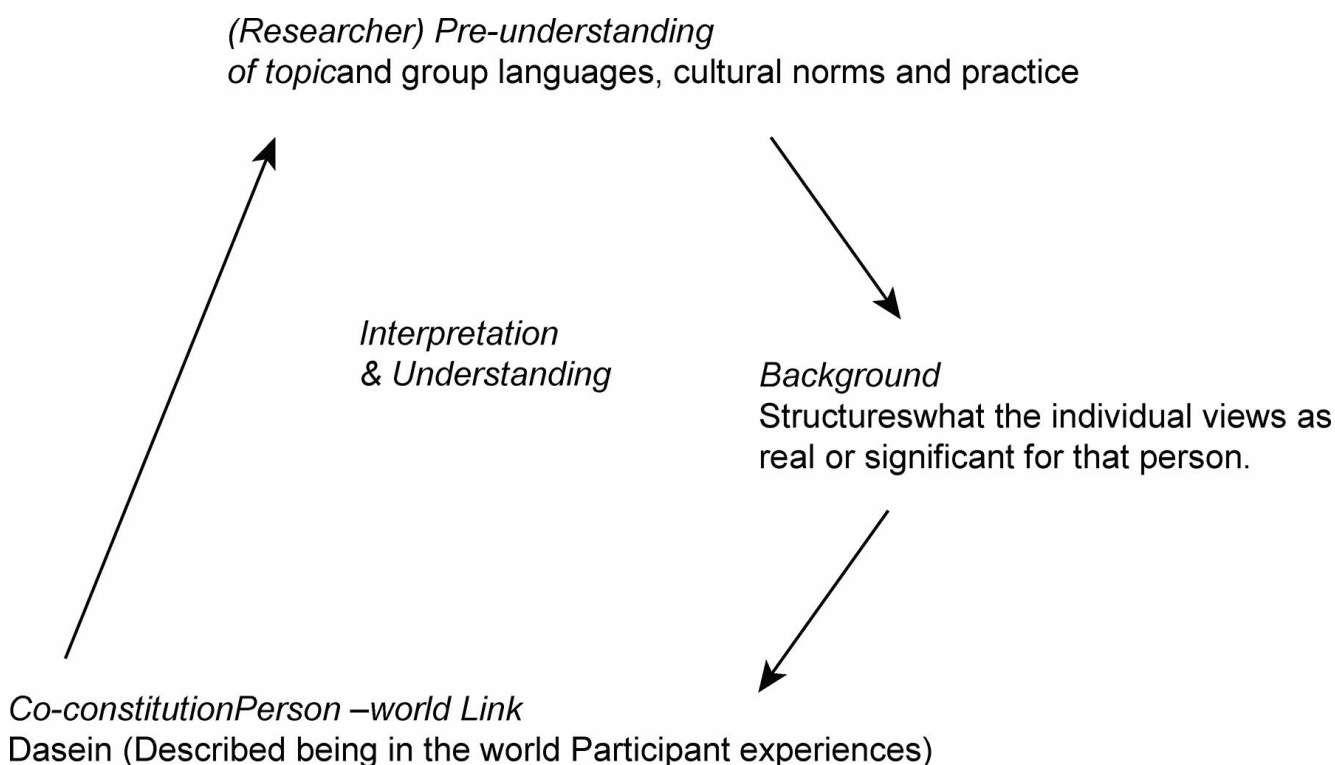 (Researcher) Pre-understanding
of topicand group languages, cultural norms and practice
Interpretation
& Understanding
Background
Structureswhat the individual views as
real or significant for that person.
Co-constitutionPerson –world Link
Dasein (Described being in the world Participant experiences)